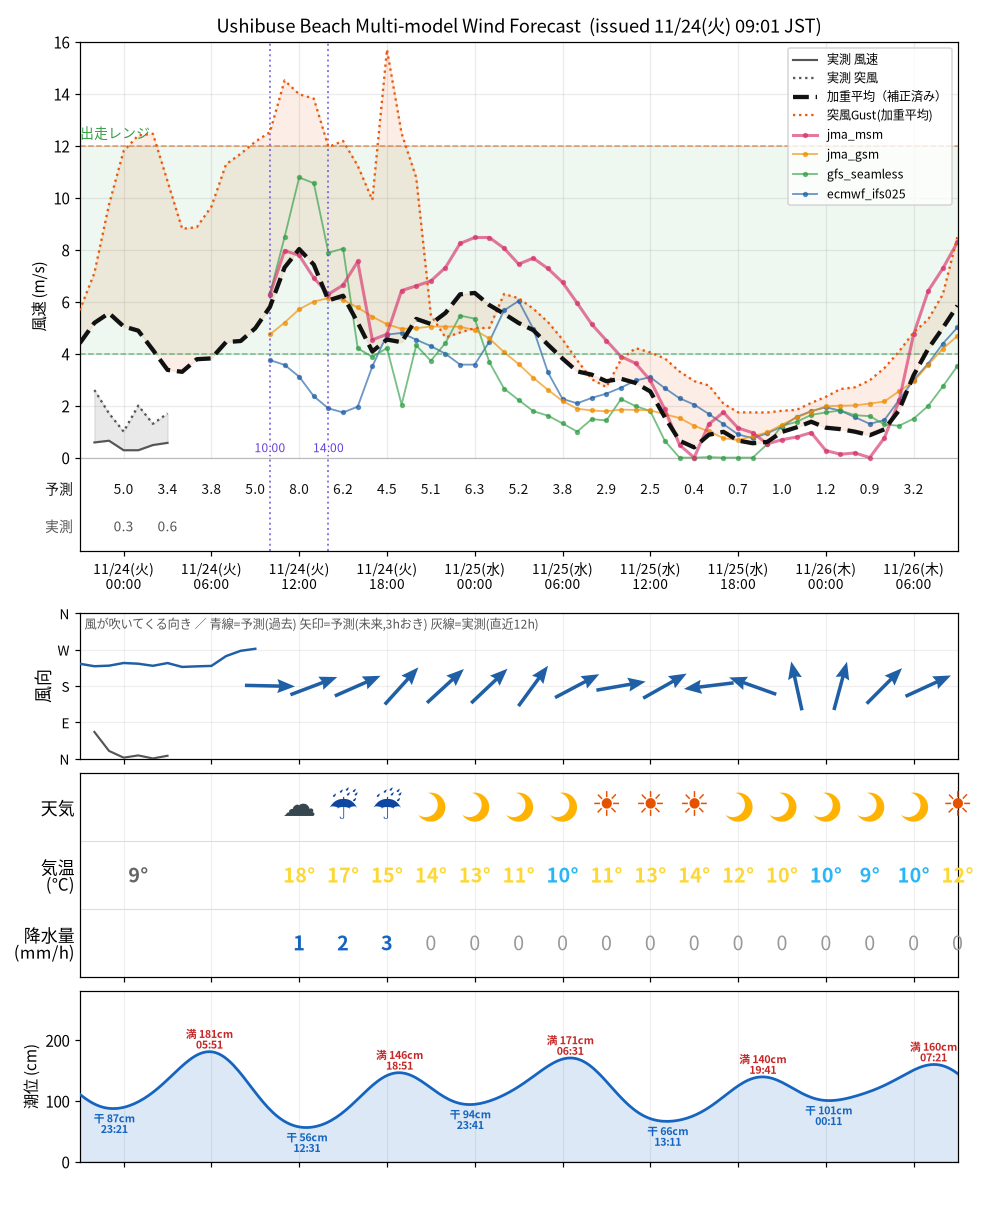 Ushibuse Beach Multi-model Wind Forecast (issued 11/24(火) 09:01 JST)
風速 (m/s)
16
14
12
10
8
6
4
2
0
出走レンジ
実測 風速
実測 突風
加重平均（補正済み）
突風Gust(加重平均)
jma_msm
jma_gsm
gfs_seamless
ecmwf_ifs025
10:00 14:00
予測 5.0 3.4 3.8 5.0 8.0 6.2 4.5 5.1 6.3 5.2 3.8 2.9 2.5 0.4 0.7 1.0 1.2 0.9 3.2
実測 0.3 0.6
11/24(火) 11/24(火) 11/24(火) 11/24(火) 11/25(水) 11/25(水) 11/25(水) 11/25(水) 11/26(木) 11/26(木)
00:00 06:00 12:00 18:00 00:00 06:00 12:00 18:00 00:00 06:00
風向
N
W
S
E
N
風が吹いてくる向き ／ 青線=予測(過去) 矢印=予測(未来,3hおき) 灰線=実測(直近12h)
天気
気温
(℃)
9° 18° 17° 15° 14° 13° 11° 10° 11° 13° 14° 12° 10° 10° 9° 10° 12°
降水量
(mm/h)
1 2 3 0 0 0 0 0 0 0 0 0 0 0 0 0
潮位 (cm)
200
100
0
満 181cm
05:51
満 146cm
18:51
満 171cm
06:31
満 140cm
19:41
満 160cm
07:21
干 87cm
23:21
干 56cm
12:31
干 94cm
23:41
干 66cm
13:11
干 101cm
00:11